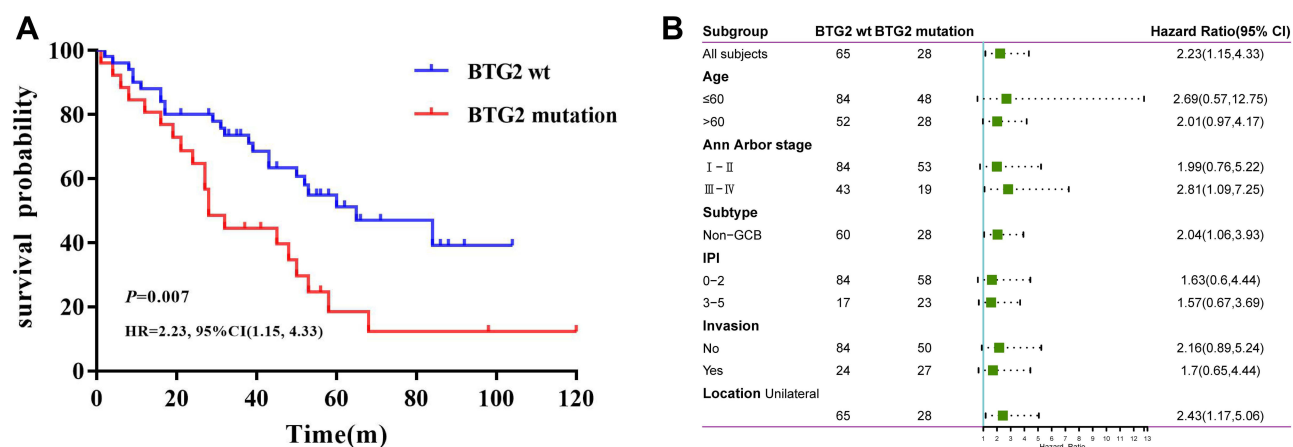 A
survival probability
100
80
60
40
20
0
0 20 40 60 80 100 120
Time(m)
BTG2 wt
BTG2 mutation
P=0.007
HR=2.23, 95%CI(1.15, 4.33)
B
Subgroup BTG2 wt BTG2 mutation Hazard Ratio(95% CI)
All subjects 65 28 2.23(1.15,4.33)
Age
≤60 84 48 2.69(0.57,12.75)
>60 52 28 2.01(0.97,4.17)
Ann Arbor stage
Ⅰ-Ⅱ 84 53 1.99(0.76,5.22)
Ⅲ-Ⅳ 43 19 2.81(1.09,7.25)
Subtype
Non-GCB 60 28 2.04(1.06,3.93)
IPI
0-2 84 58 1.63(0.6,4.44)
3-5 17 23 1.57(0.67,3.69)
Invasion
No 84 50 2.16(0.89,5.24)
Yes 24 27 1.7(0.65,4.44)
Location Unilateral
65 28 2.43(1.17,5.06)
1 2 3 4 5 6 7 8 9 10 11 12 13
Hazard Ratio